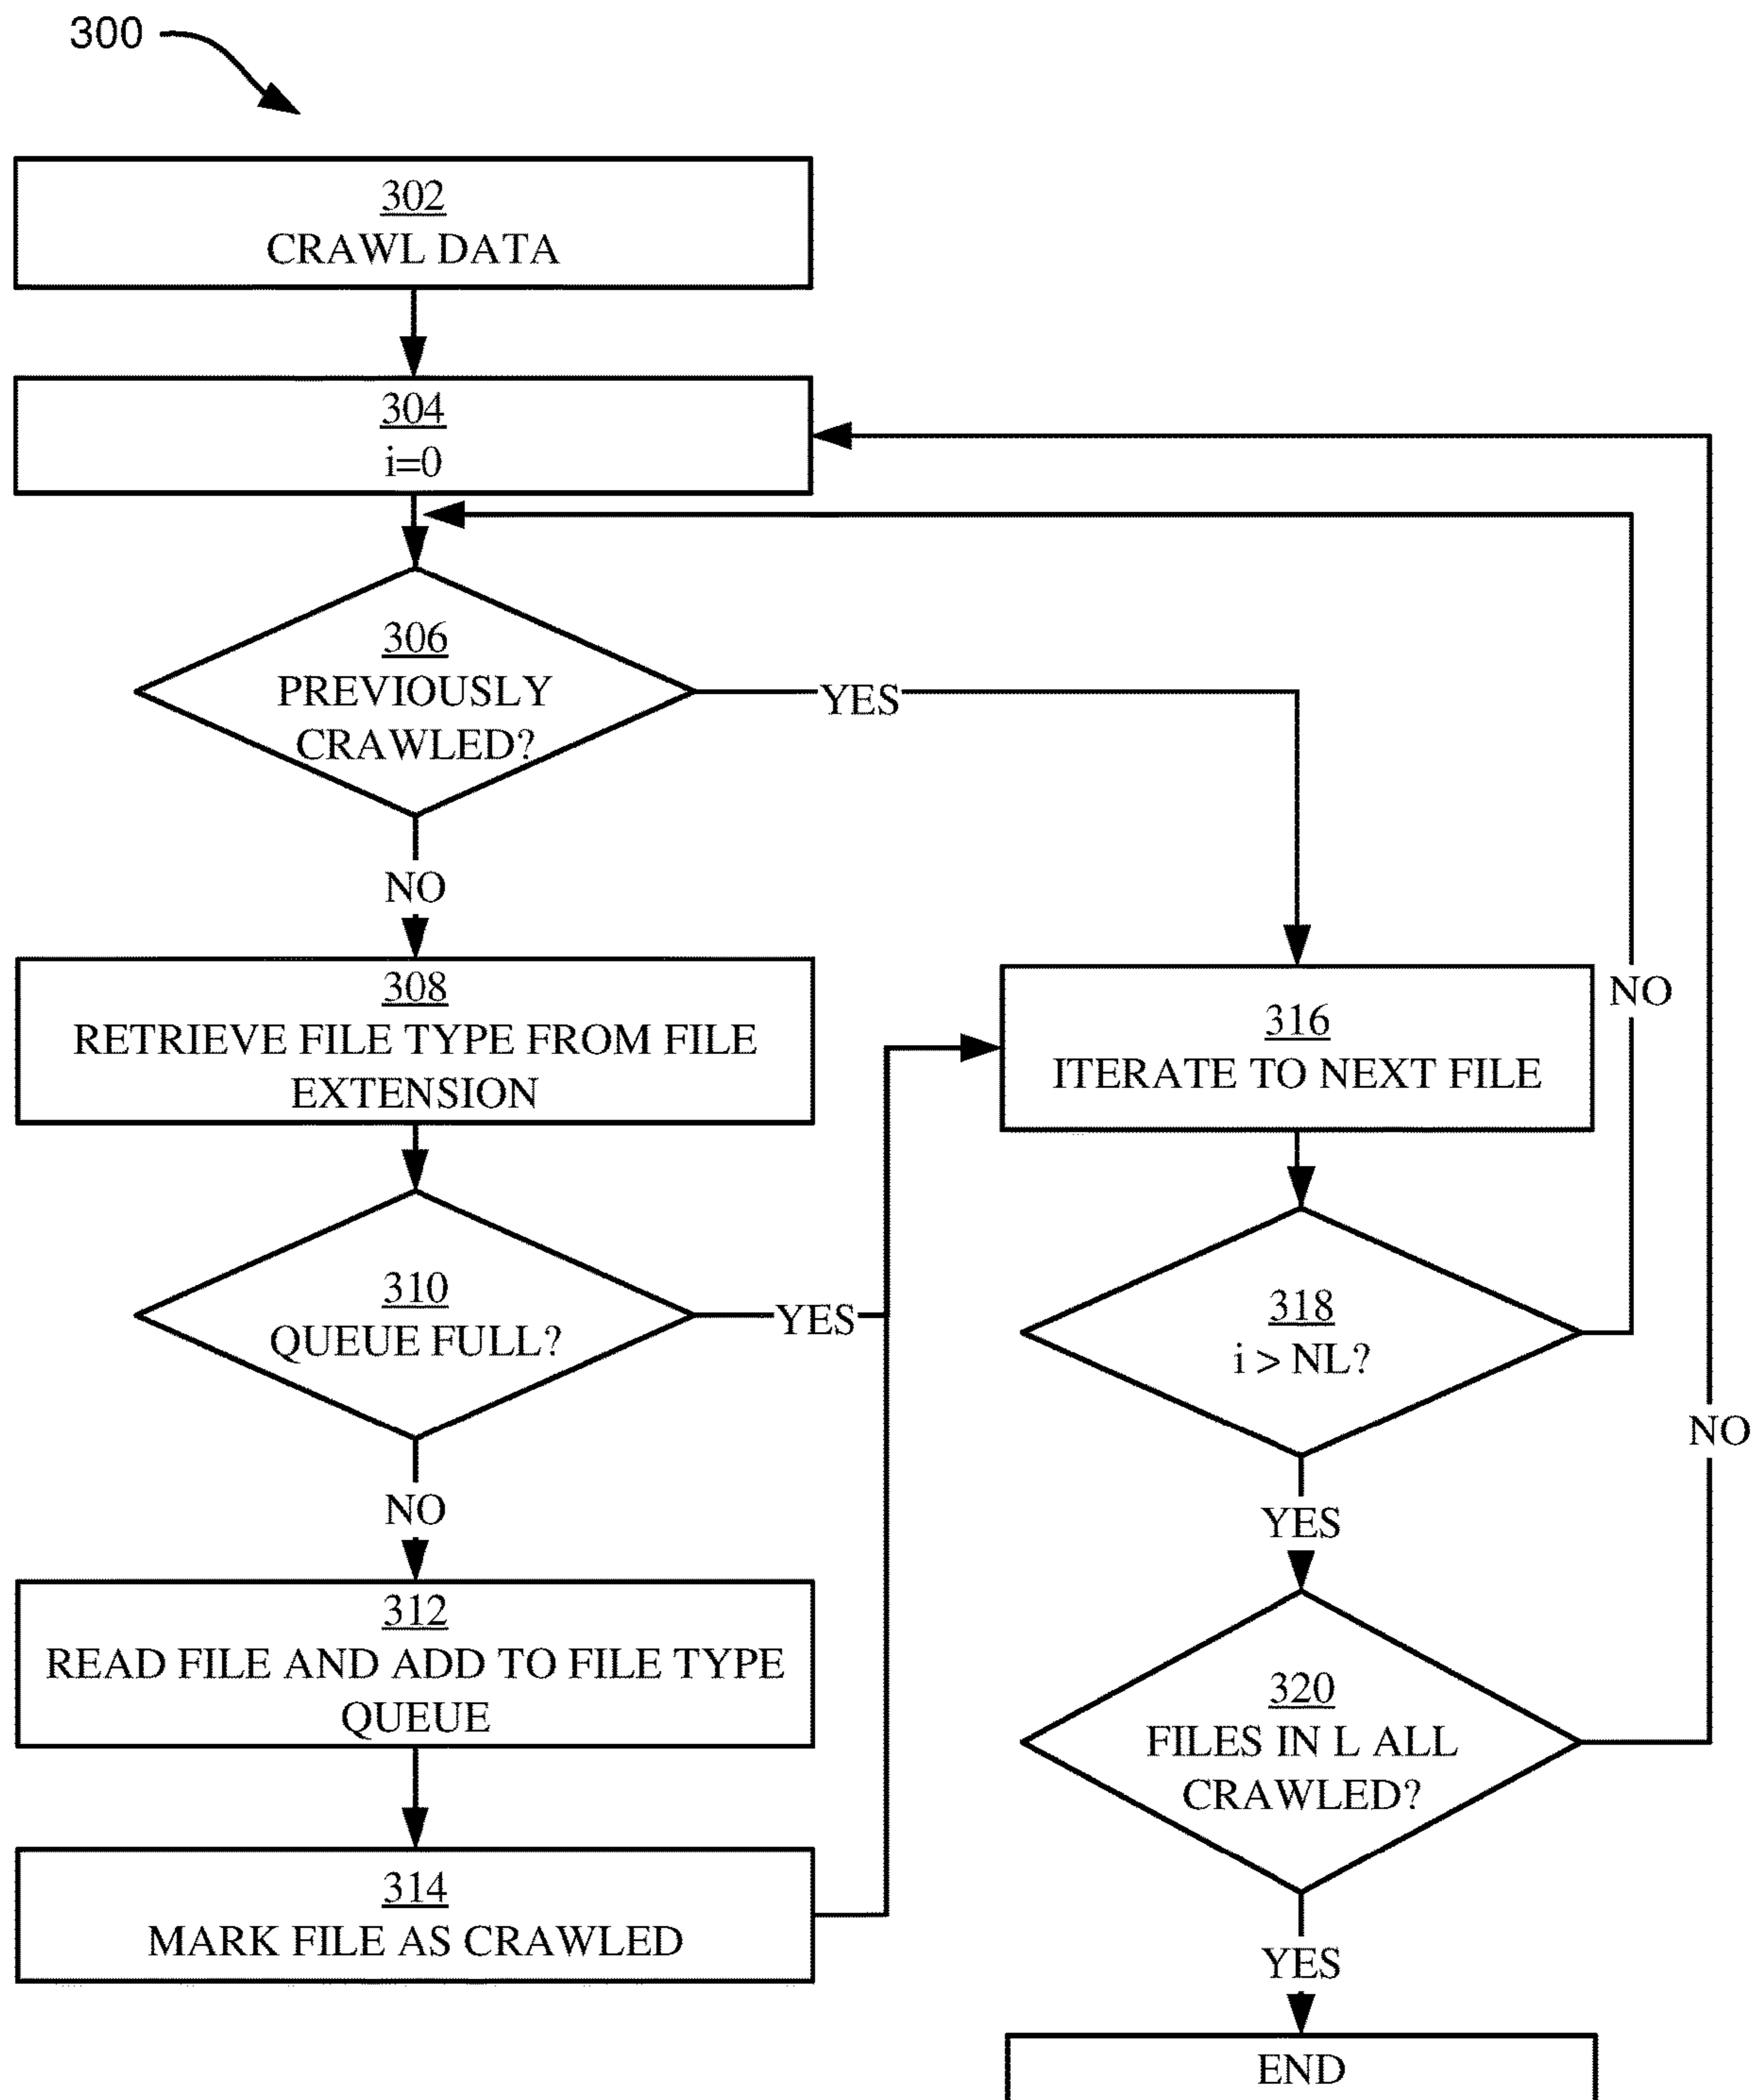 300
302
CRAWL DATA
304
i=0
306
PREVIOUSLY
CRAWLED?
YES
NO
308
RETRIEVE FILE TYPE FROM FILE
EXTENSION
310
QUEUE FULL?
YES
NO
312
READ FILE AND ADD TO FILE TYPE
QUEUE
314
MARK FILE AS CRAWLED
316
ITERATE TO NEXT FILE
318
i > NL?
NO
YES
320
FILES IN L ALL
CRAWLED?
NO
YES
END